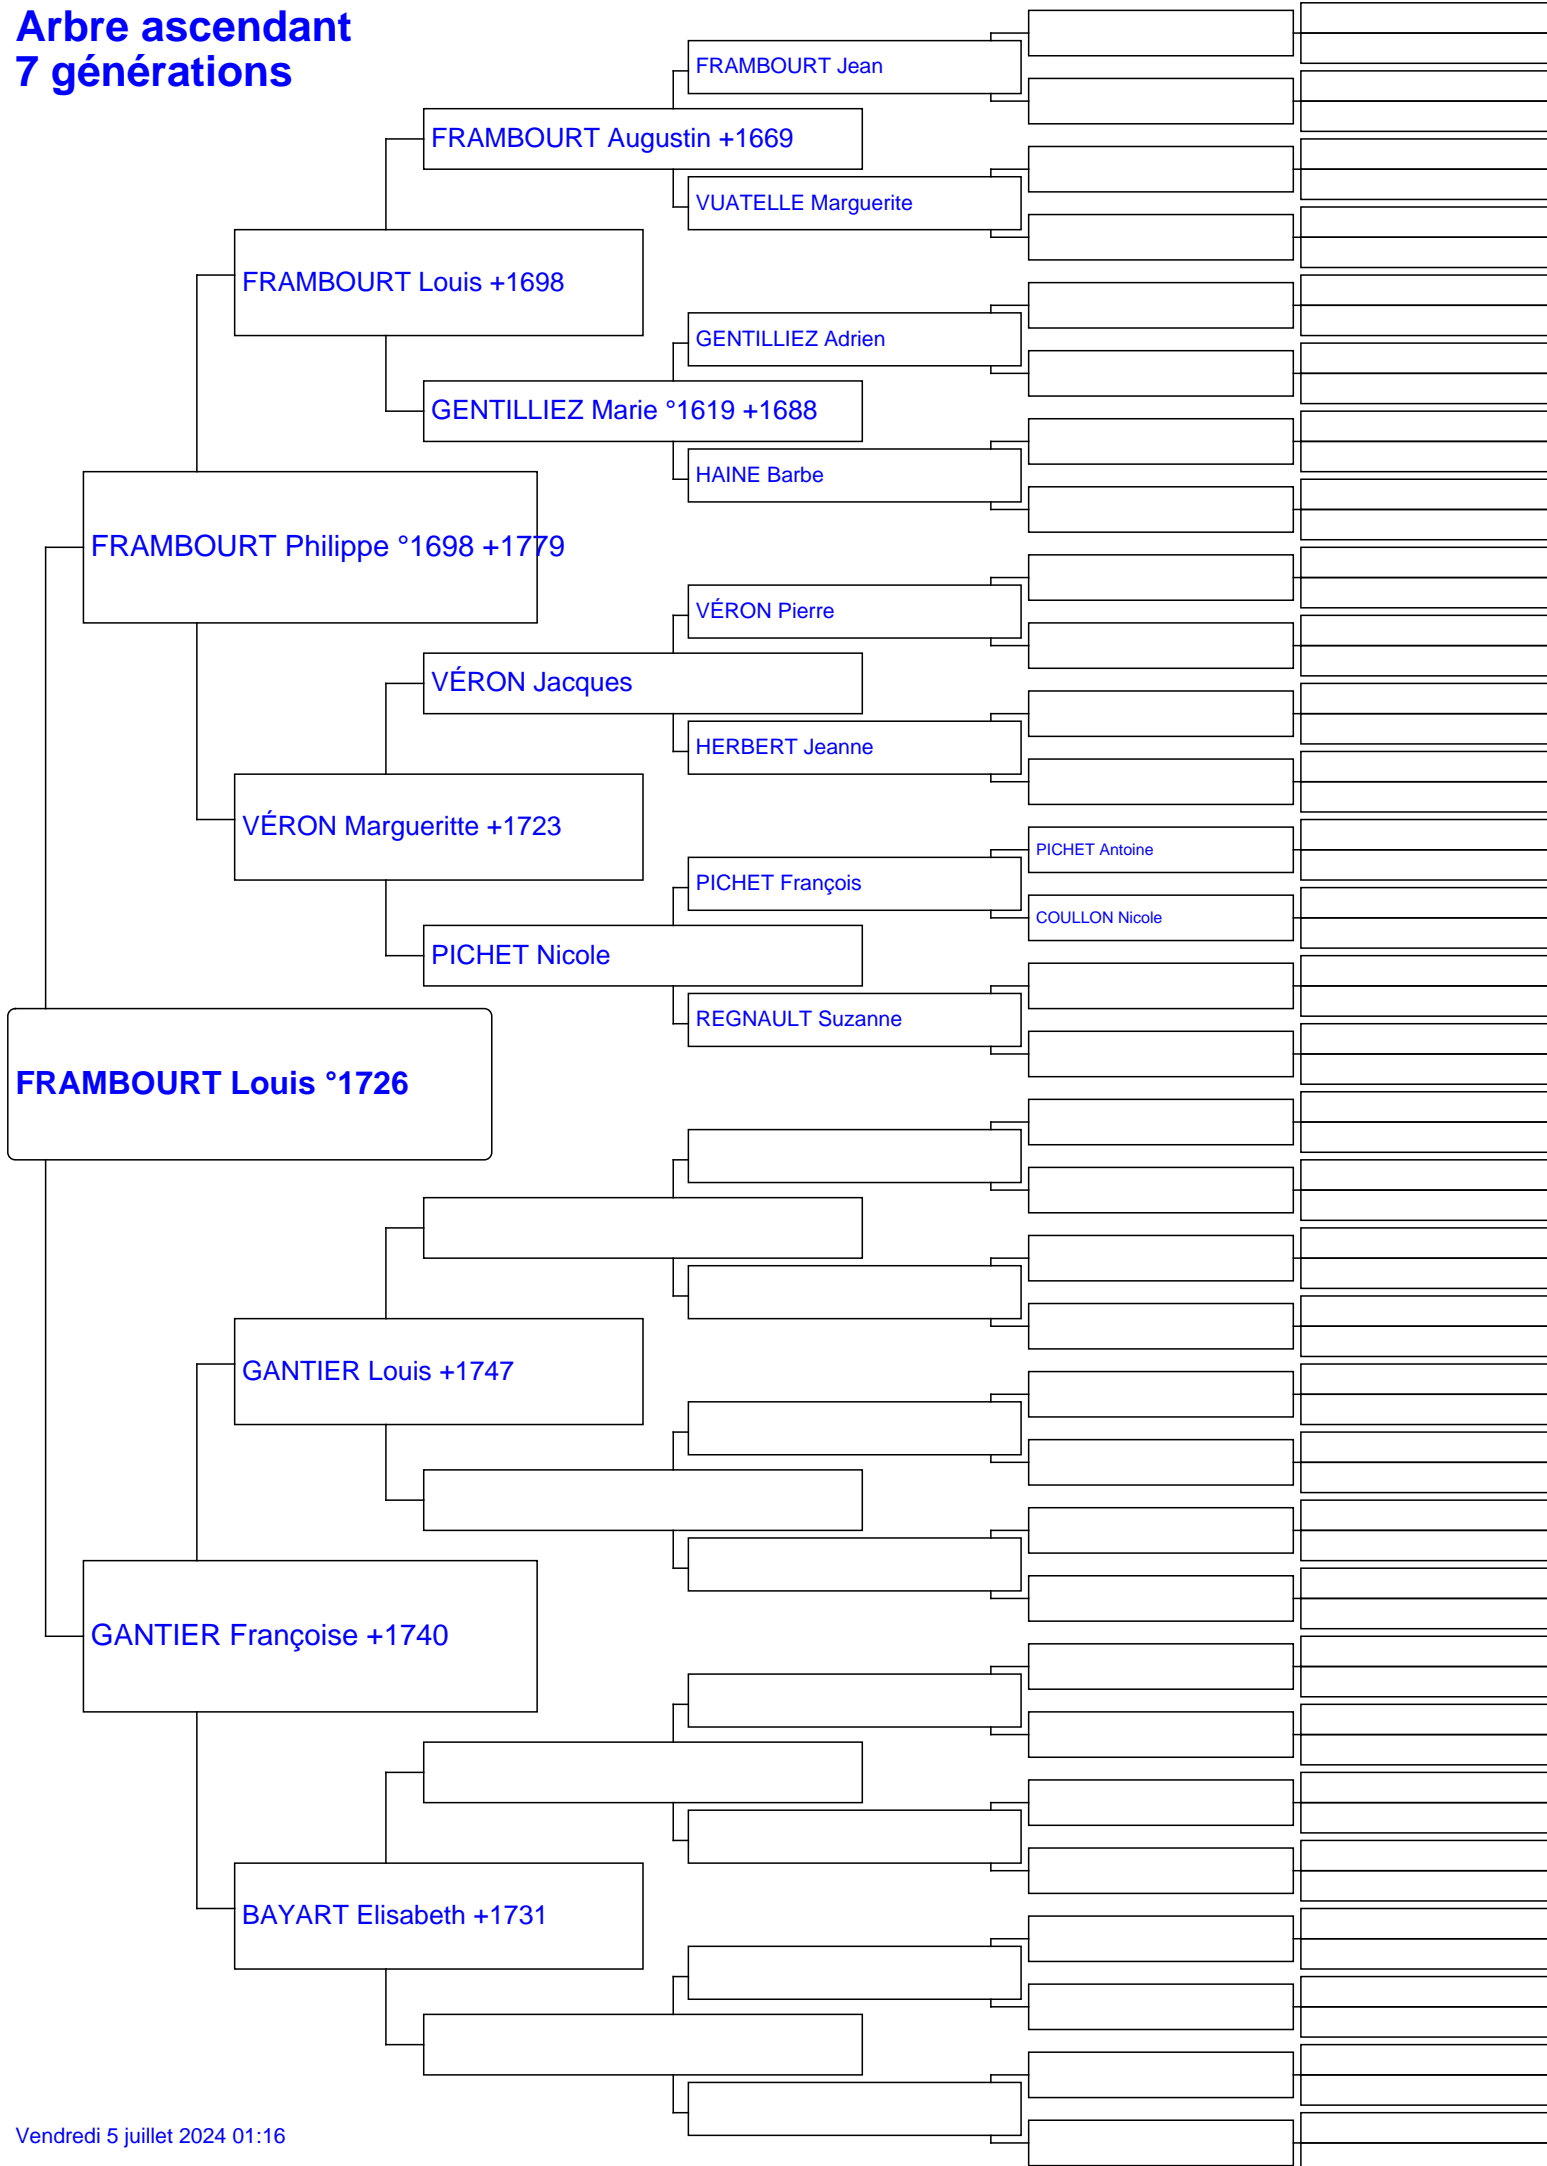 Arbre ascendant
7 générations
FRAMBOURT Jean
FRAMBOURT Augustin +1669
VUATELLE Marguerite
FRAMBOURT Louis +1698
GENTILLIEZ Adrien
GENTILLIEZ Marie °1619 +1688
HAINE Barbe
FRAMBOURT Philippe °1698 +1779
VÉRON Pierre
VÉRON Jacques
HERBERT Jeanne
VÉRON Margueritte +1723
PICHET Antoine
PICHET François
COULLON Nicole
PICHET Nicole
REGNAULT Suzanne
FRAMBOURT Louis °1726
GANTIER Louis +1747
GANTIER Françoise +1740
BAYART Elisabeth +1731
Vendredi 5 juillet 2024 01:16